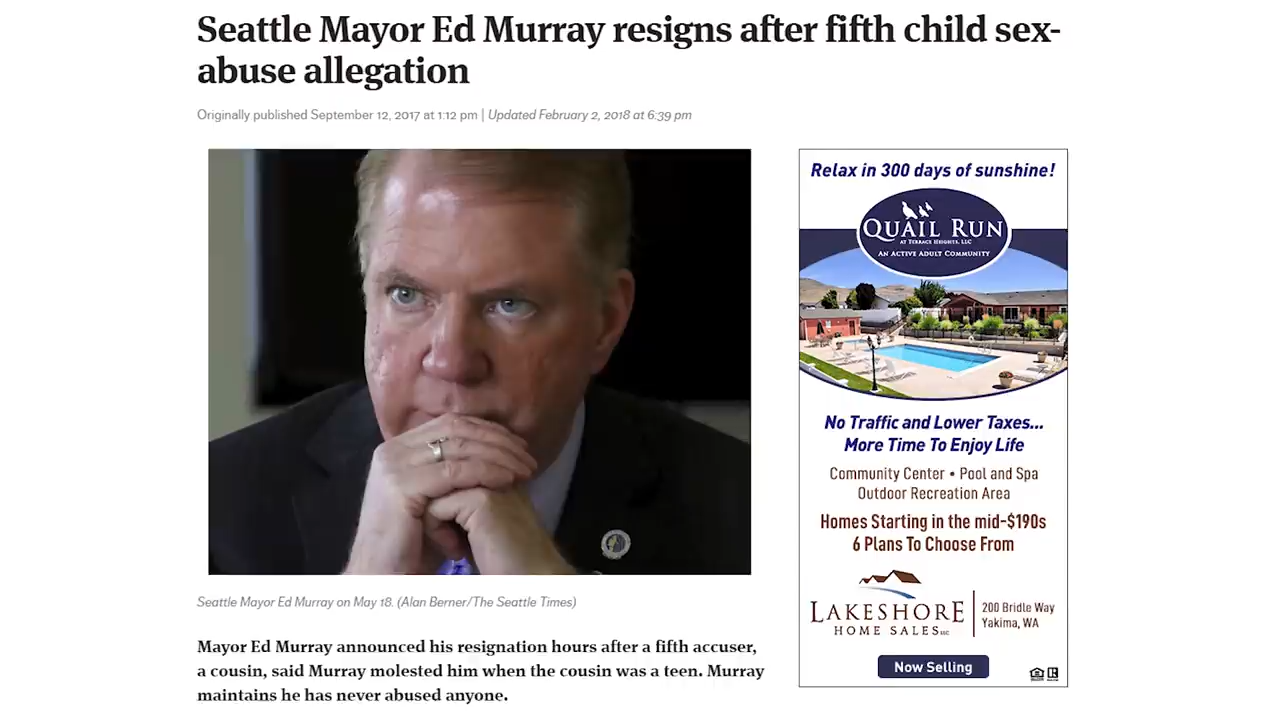 Seattle Mayor Ed Murray resigns after fifth child sex-
abuse allegation
Originally published September 12, 2017 at 1:12 pm | Updated February 2, 2018 at 6:39 pm
Seattle Mayor Ed Murray on May 18. (Alan Berner/The Seattle Times)
Mayor Ed Murray announced his resignation hours after a fifth accuser,
a cousin, said Murray molested him when the cousin was a teen. Murray
maintains he has never abused anyone.
Relax in 300 days of sunshine!
QUAIL RUN
AT TERRACE HEIGHTS, LLC
AN ACTIVE ADULT COMMUNITY
No Traffic and Lower Taxes...
More Time To Enjoy Life
Community Center • Pool and Spa
Outdoor Recreation Area
Homes Starting in the mid-$190s
6 Plans To Choose From
LAKESHORE
HOME SALES LLC
200 Bridle Way
Yakima, WA
Now Selling